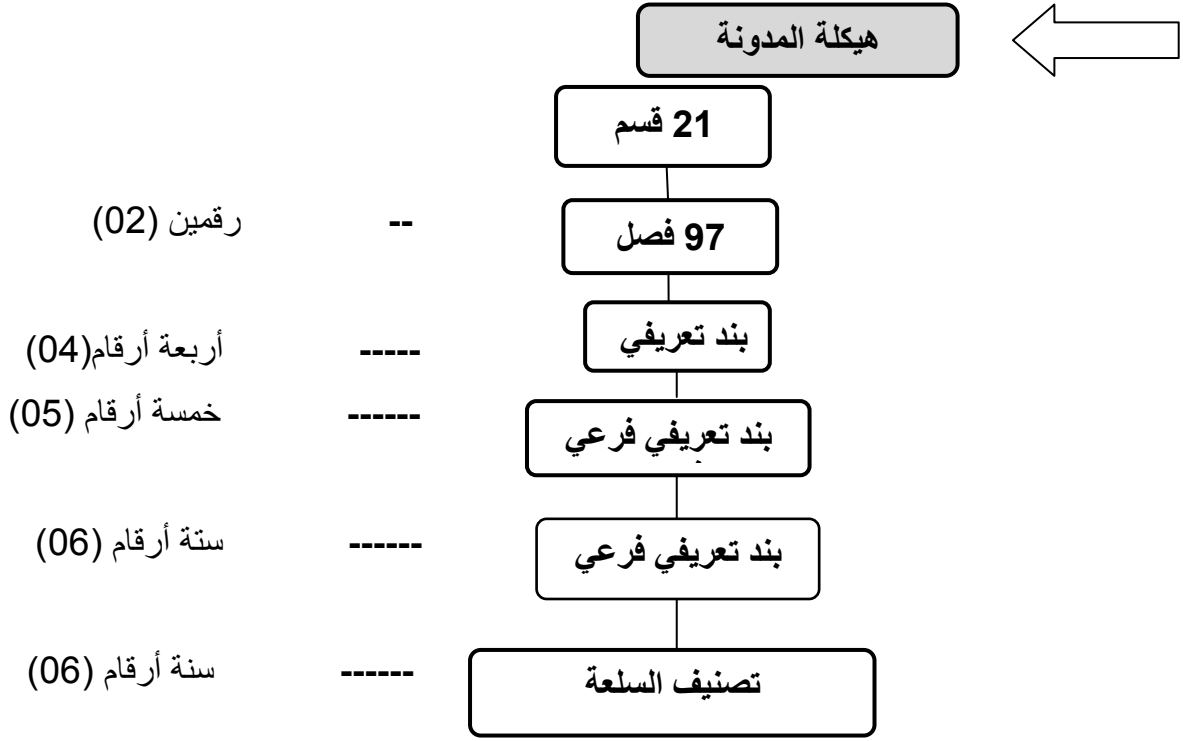 هيكلة المدونة
21 قسم
97 فصل -- رقمين (02)
بند تعريفي ----- أربعة أرقام(04)
بند تعريفي فرعي ------ خمسة أرقام (05)
بند تعريفي فرعي ------ ستة أرقام (06)
تصنيف السلعة ------ سنة أرقام (06)